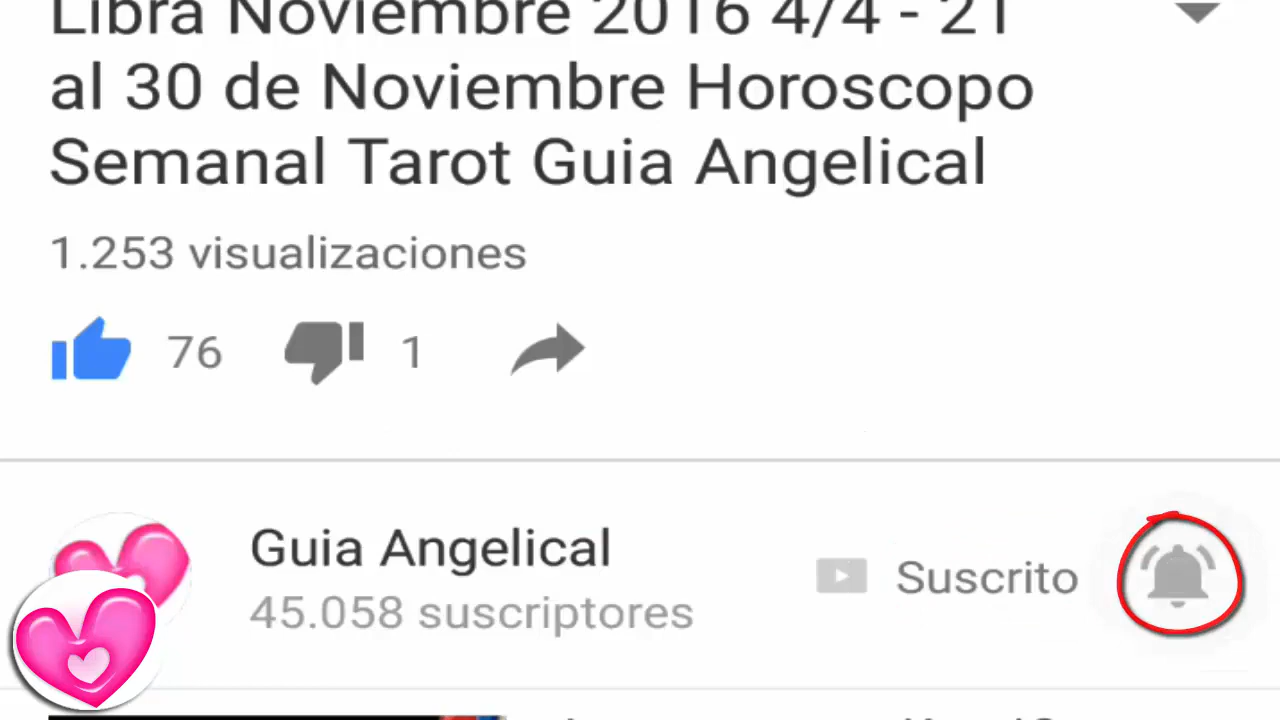 Libra Noviembre 2016 4/4 - 21
al 30 de Noviembre Horoscopo
Semanal Tarot Guia Angelical
1.253 visualizaciones
76 1
Guia Angelical
Suscrito
45.058 suscriptores